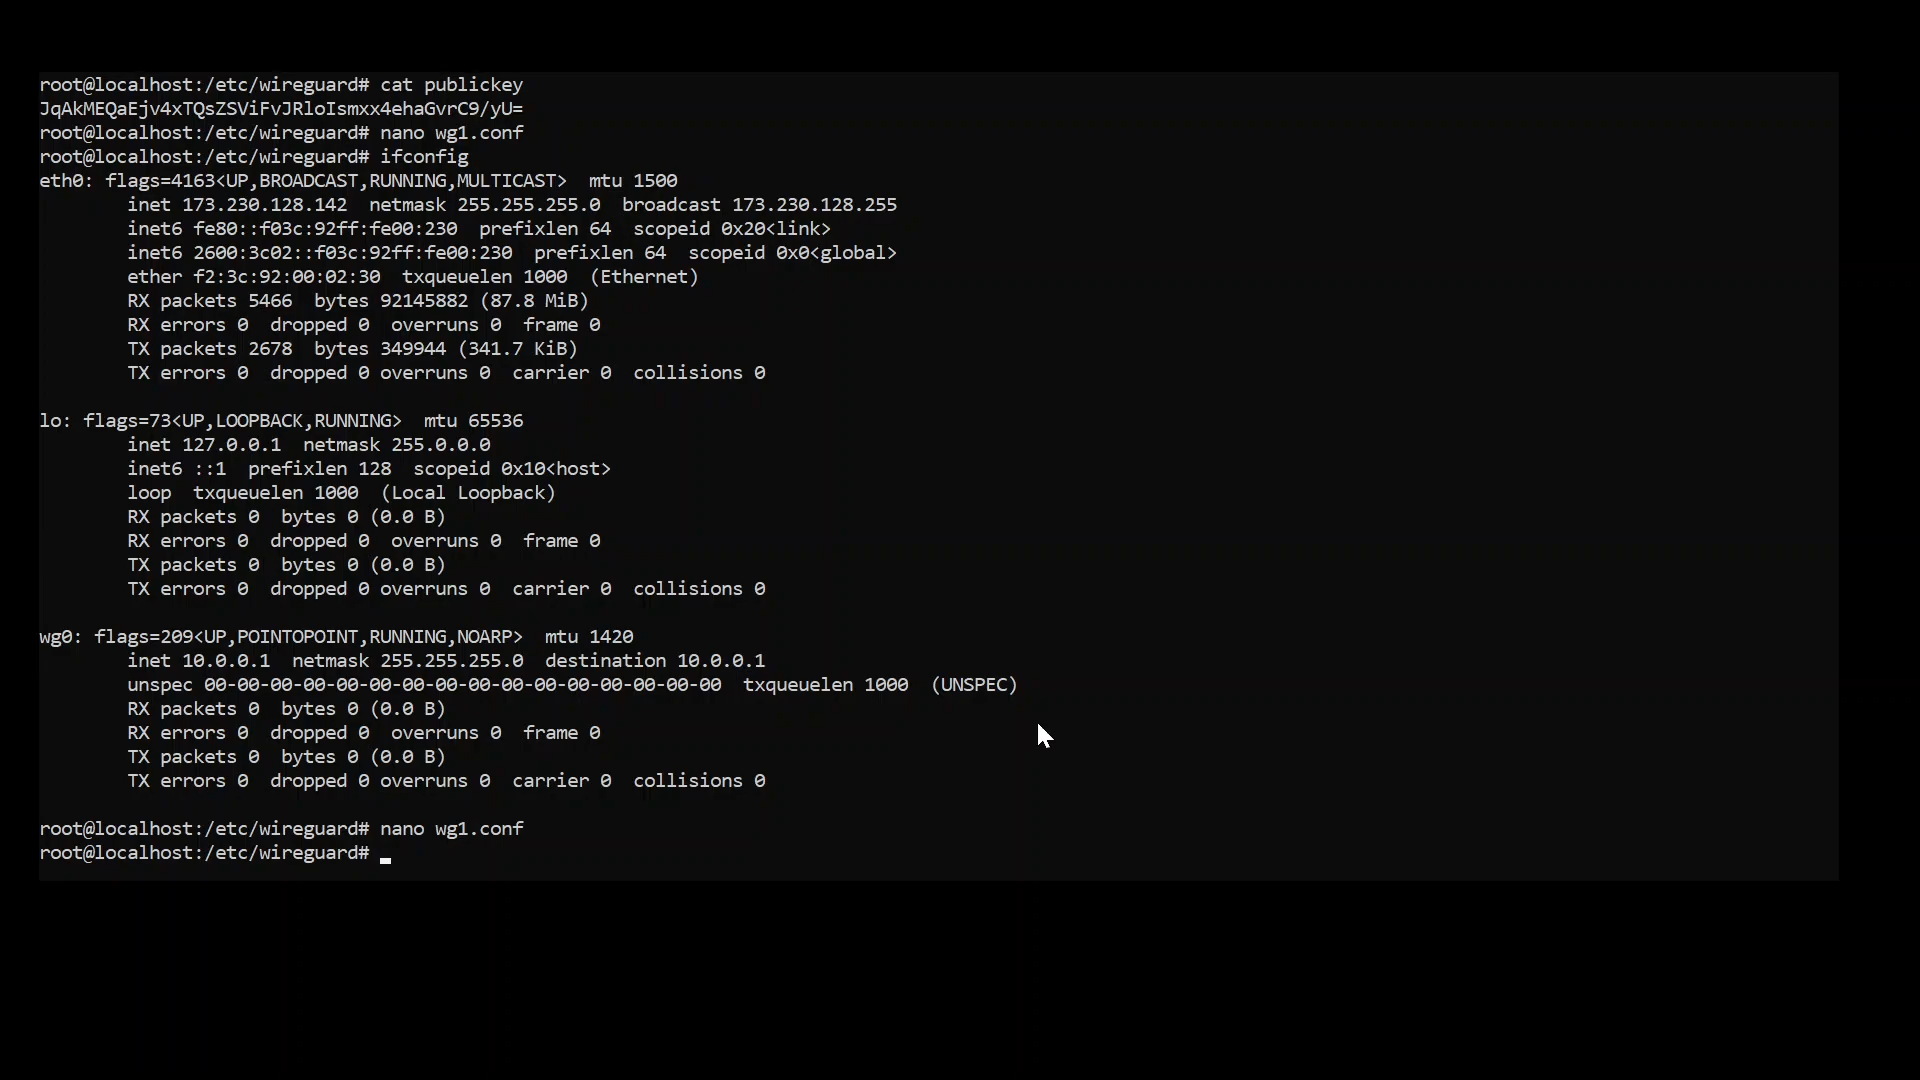 root@localhost:/etc/wireguard# cat publickey
JqAkMEQaEjv4xTQsZSViFvJRloIsmxx4ehaGvrC9/yU=
root@localhost:/etc/wireguard# nano wg1.conf
root@localhost:/etc/wireguard# ifconfig
eth0: flags=4163<UP,BROADCAST,RUNNING,MULTICAST>  mtu 1500
        inet 173.230.128.142  netmask 255.255.255.0  broadcast 173.230.128.255
        inet6 fe80::f03c:92ff:fe00:230  prefixlen 64  scopeid 0x20<link>
        inet6 2600:3c02::f03c:92ff:fe00:230  prefixlen 64  scopeid 0x0<global>
        ether f2:3c:92:00:02:30  txqueuelen 1000  (Ethernet)
        RX packets 5466  bytes 92145882 (87.8 MiB)
        RX errors 0  dropped 0  overruns 0  frame 0
        TX packets 2678  bytes 349944 (341.7 KiB)
        TX errors 0  dropped 0 overruns 0  carrier 0  collisions 0

lo: flags=73<UP,LOOPBACK,RUNNING>  mtu 65536
        inet 127.0.0.1  netmask 255.0.0.0
        inet6 ::1  prefixlen 128  scopeid 0x10<host>
        loop  txqueuelen 1000  (Local Loopback)
        RX packets 0  bytes 0 (0.0 B)
        RX errors 0  dropped 0  overruns 0  frame 0
        TX packets 0  bytes 0 (0.0 B)
        TX errors 0  dropped 0 overruns 0  carrier 0  collisions 0

wg0: flags=209<UP,POINTOPOINT,RUNNING,NOARP>  mtu 1420
        inet 10.0.0.1  netmask 255.255.255.0  destination 10.0.0.1
        unspec 00-00-00-00-00-00-00-00-00-00-00-00-00-00-00-00  txqueuelen 1000  (UNSPEC)
        RX packets 0  bytes 0 (0.0 B)
        RX errors 0  dropped 0  overruns 0  frame 0
        TX packets 0  bytes 0 (0.0 B)
        TX errors 0  dropped 0 overruns 0  carrier 0  collisions 0

root@localhost:/etc/wireguard# nano wg1.conf
root@localhost:/etc/wireguard#